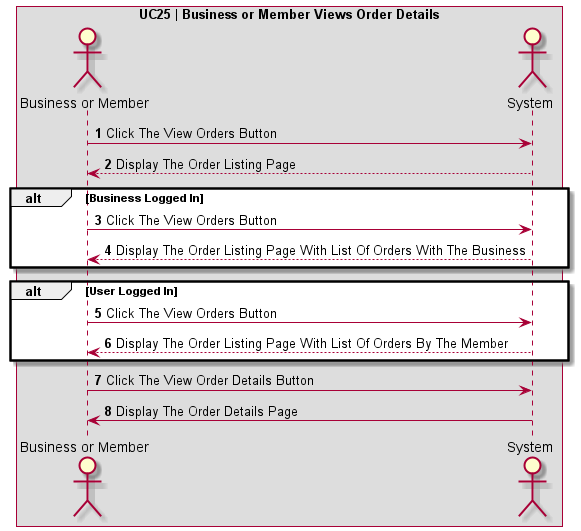 UC25 | Business or Member Views Order Details
Business or Member
System
1 Click The View Orders Button
2 Display The Order Listing Page
alt [Business Logged In]
3 Click The View Orders Button
4 Display The Order Listing Page With List Of Orders With The Business
alt [User Logged In]
5 Click The View Orders Button
6 Display The Order Listing Page With List Of Orders By The Member
7 Click The View Order Details Button
8 Display The Order Details Page
Business or Member
System